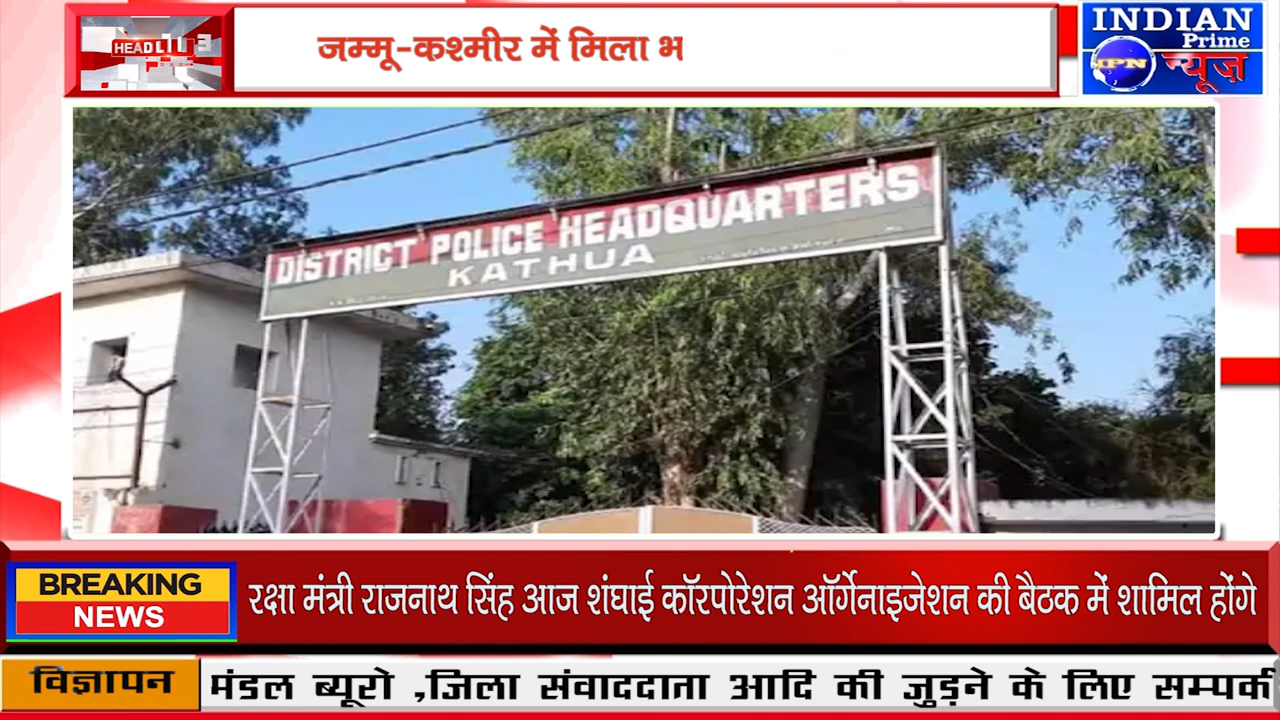 HEADL
जम्मू-कश्मीर में मिला भ
INDIAN
Prime
IPN न्यूज़
DISTRICT POLICE HEADQUARTERS
KATHUA
BREAKING
NEWS
रक्षा मंत्री राजनाथ सिंह आज शंघाई कॉरपोरेशन ऑर्गेनाइजेशन की बैठक में शामिल होंगे
विज्ञापन
मंडल ब्यूरो ,जिला संवाददाता आदि की जुड़ने के लिए सम्पर्क